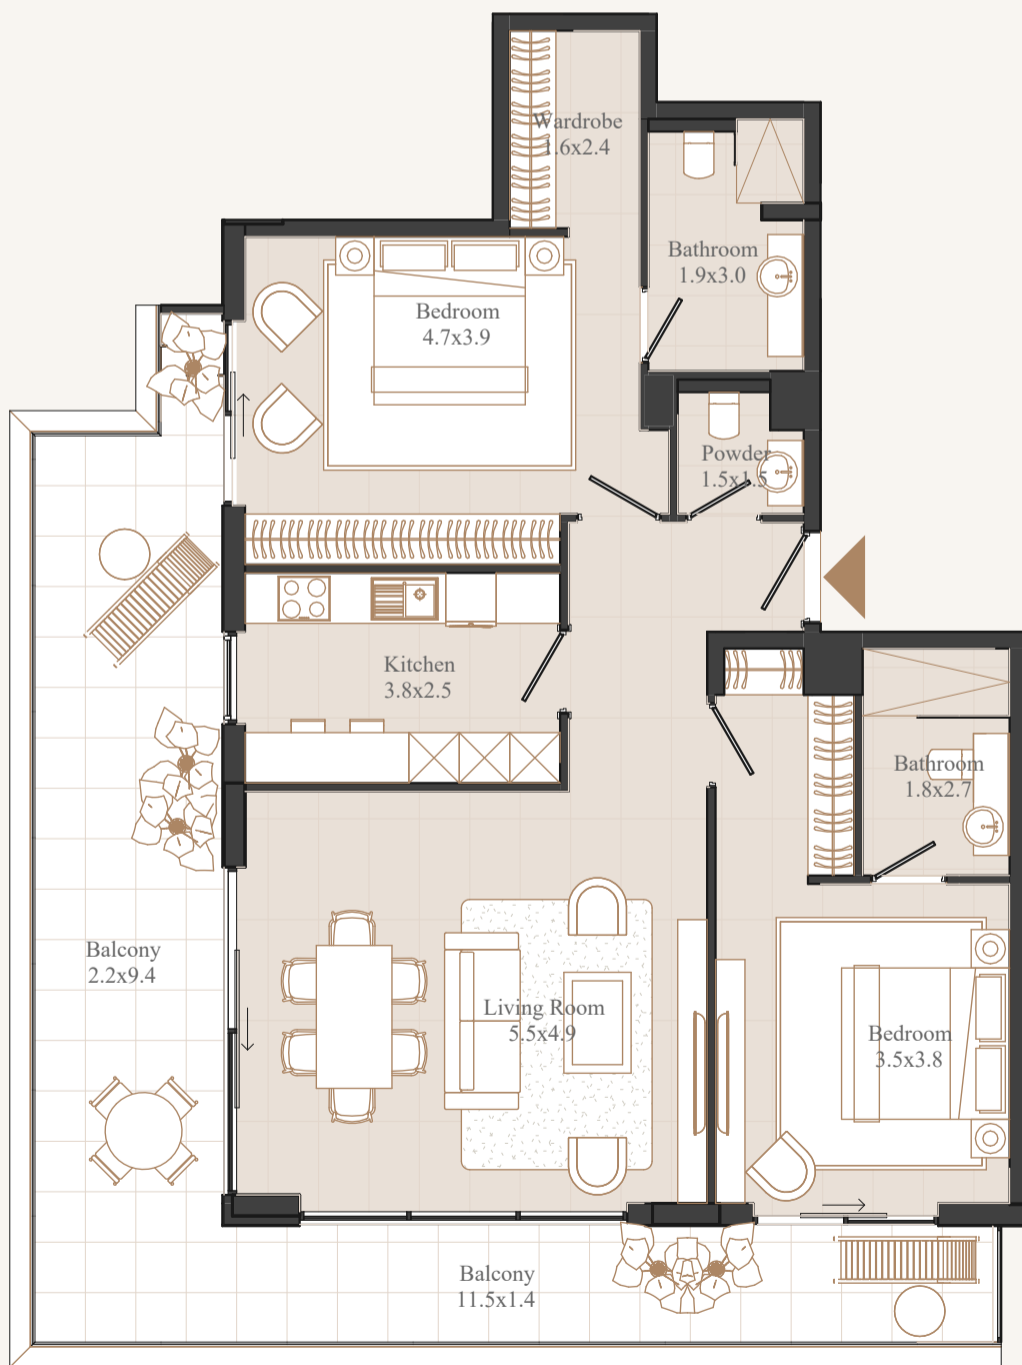 Wardrobe
1.6x2.4
Bathroom
1.9x3.0
Bedroom
4.7x3.9
Powder
1.5x1.5
Kitchen
3.8x2.5
Bathroom
1.8x2.7
Balcony
2.2x9.4
Living Room
5.5x4.9
Bedroom
3.5x3.8
Balcony
11.5x1.4